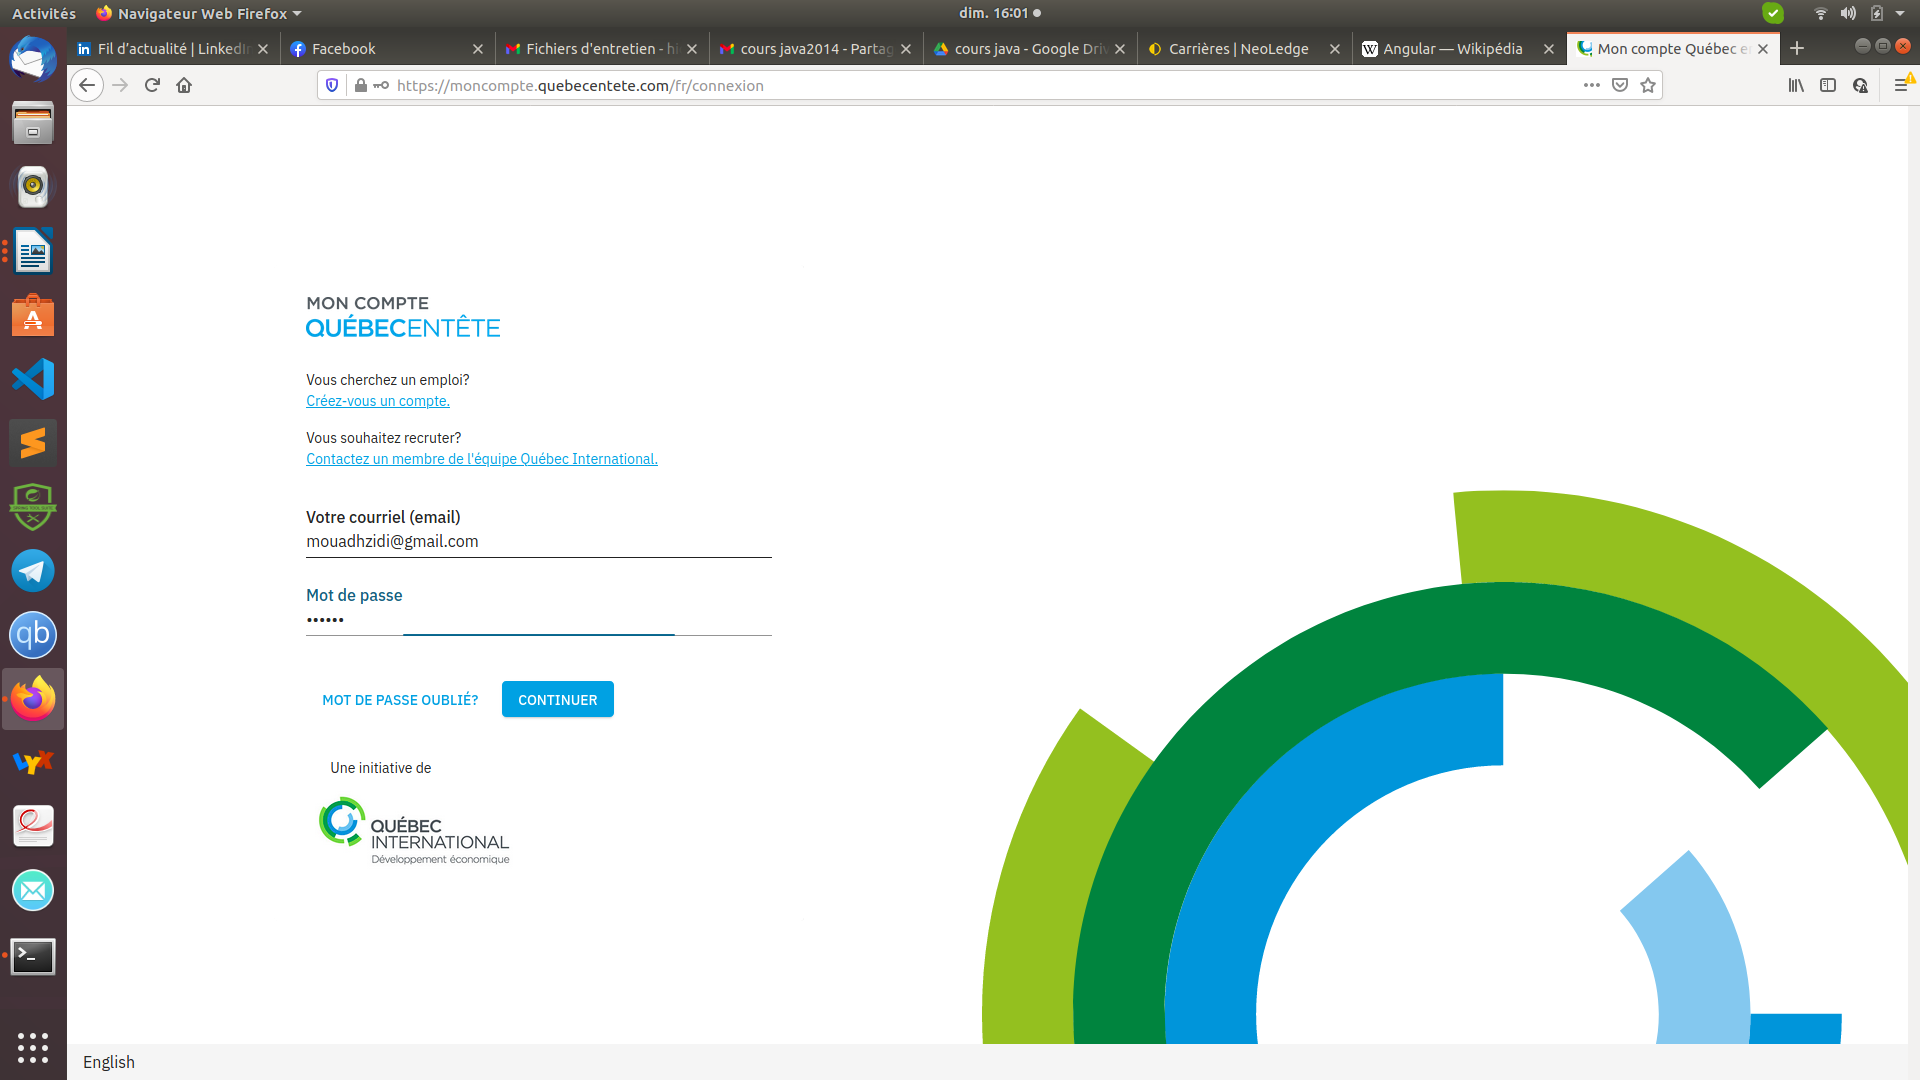 Activités
Navigateur Web Firefox
dim. 16:01
Fil d'actualité | LinkedIn
Facebook
Fichiers d'entretien - hi
cours java2014 - Partag
cours java - Google Driv
Carrières | NeoLedge
Angular — Wikipédia
Mon compte Québec e
https://moncompte.quebecentete.com/fr/connexion
MON COMPTE
QUÉBECENTÊTE
Vous cherchez un emploi?
Créez-vous un compte.
Vous souhaitez recruter?
Contactez un membre de l'équipe Québec International.
Votre courriel (email)
mouadhzidi@gmail.com
Mot de passe
••••••
MOT DE PASSE OUBLIÉ?
CONTINUER
Une initiative de
QUÉBEC
INTERNATIONAL
Développement économique
qb
LYX
English